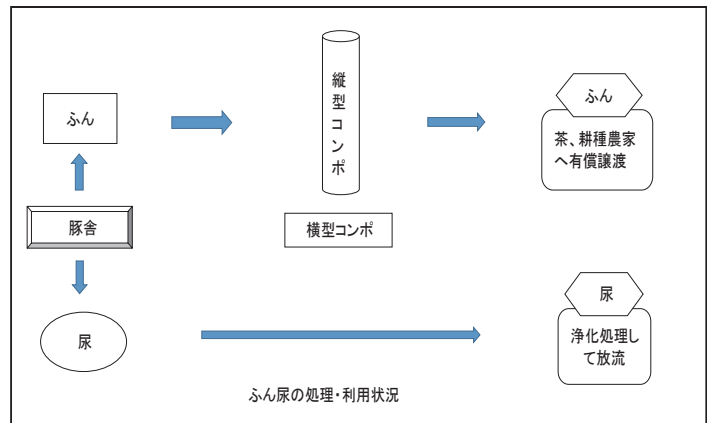 ふん
縦型コンポ
ふん
茶、耕種農家
へ有償譲渡
豚舎
横型コンポ
尿
尿
浄化処理し
て放流
ふん尿の処理・利用状況